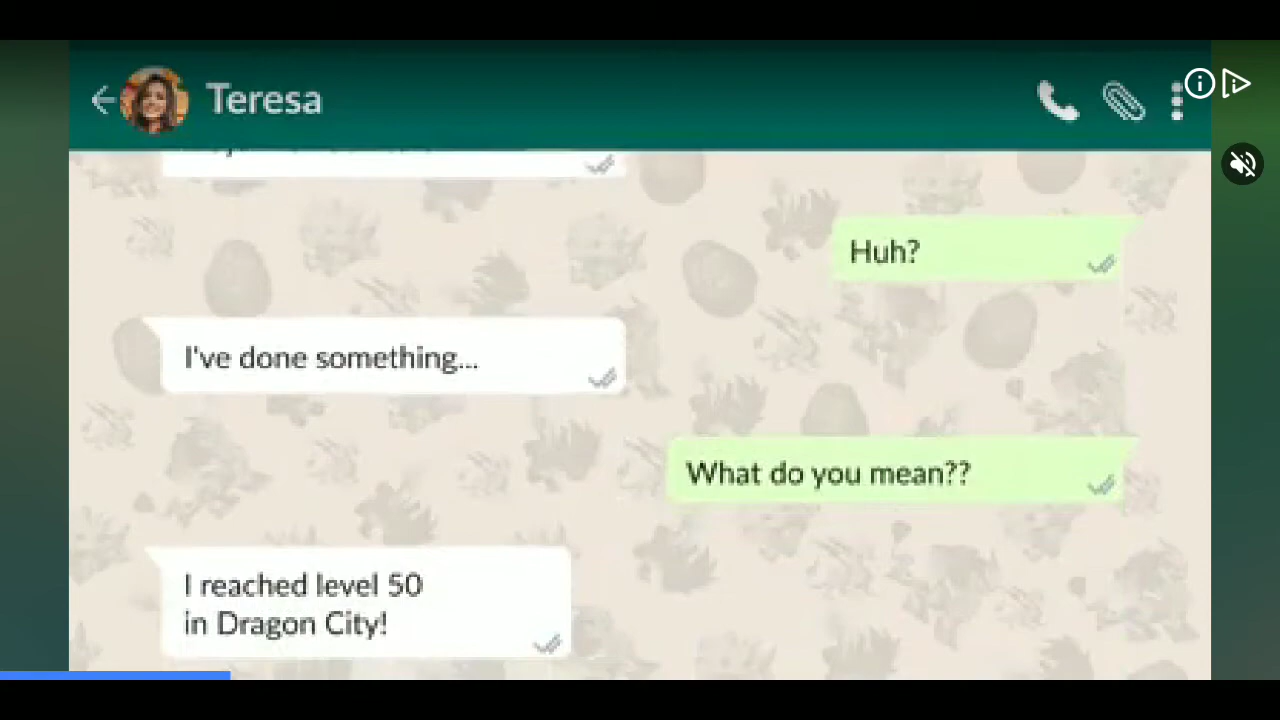 Teresa
Huh?
I've done something...
What do you mean??
I reached level 50
in Dragon City!